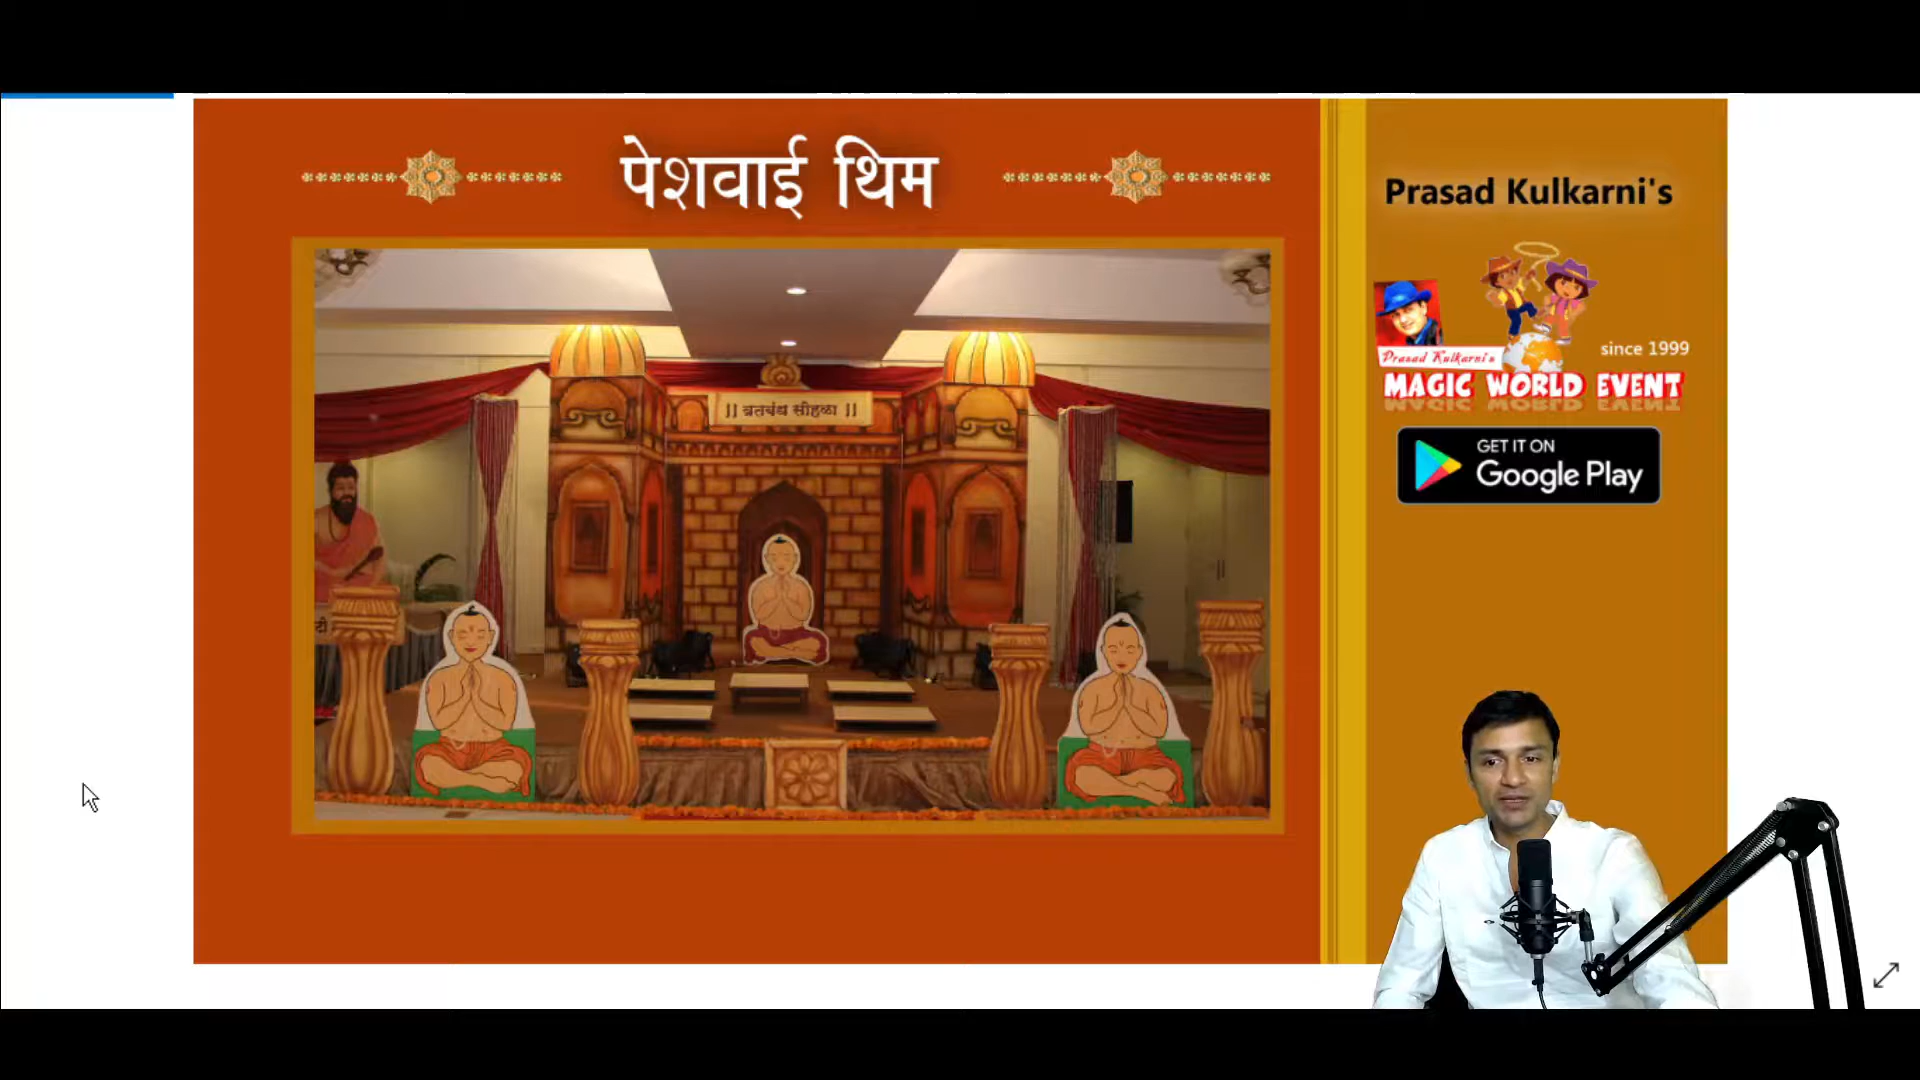 पेशवाई थिम
|| व्रतबंध सोहळा ||
Prasad Kulkarni's
Prasad Kulkarni's
since 1999
MAGIC WORLD EVENT
GET IT ON
Google Play